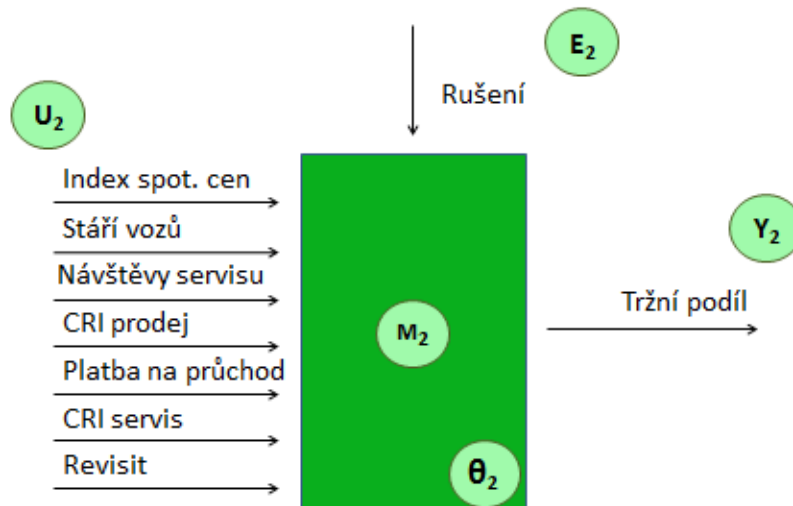 E₂
Rušení
U₂
Index spot. cen
Stáří vozů
Y₂
Návštěvy servisu
Tržní podíl
CRI prodej
M₂
Platba na průchod
CRI servis
Revisit
θ₂